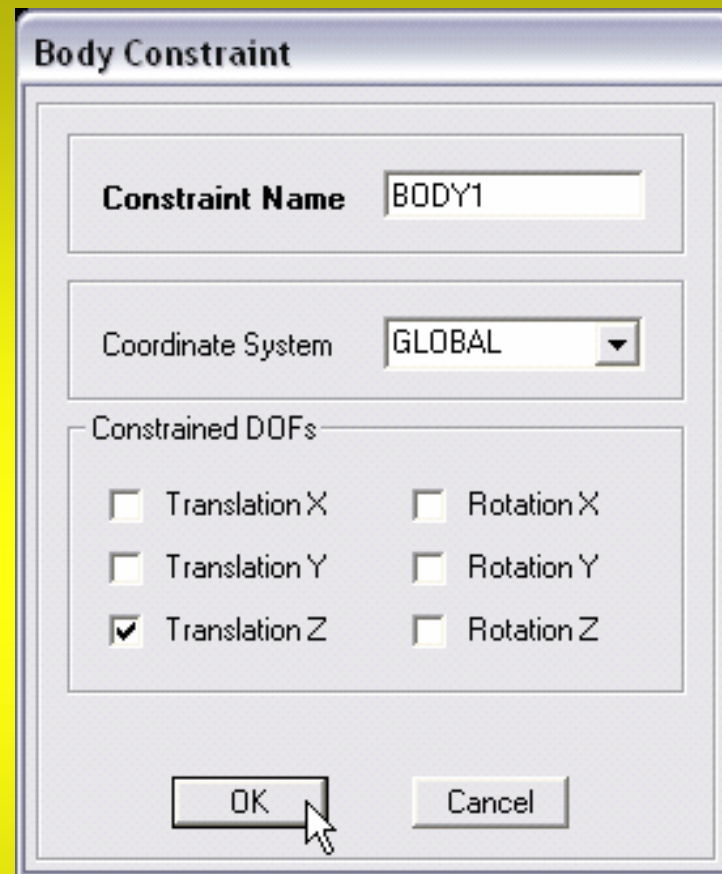 Body Constraint
Constraint Name BODY1
Coordinate System GLOBAL
Constrained DOFs
Translation X Rotation X
Translation Y Rotation Y
Translation Z Rotation Z
OK Cancel